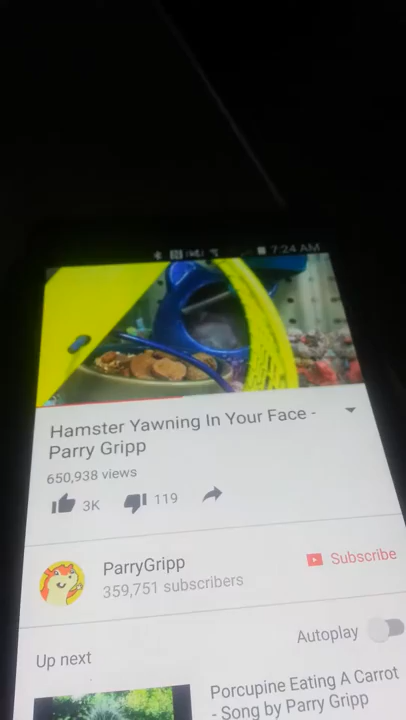 7:24 AM
Hamster Yawning In Your Face -
Parry Gripp
650,938 views
3K
119
ParryGripp
359,751 subscribers
Subscribe
Autoplay
Up next
Porcupine Eating A Carrot
- Song by Parry Gripp